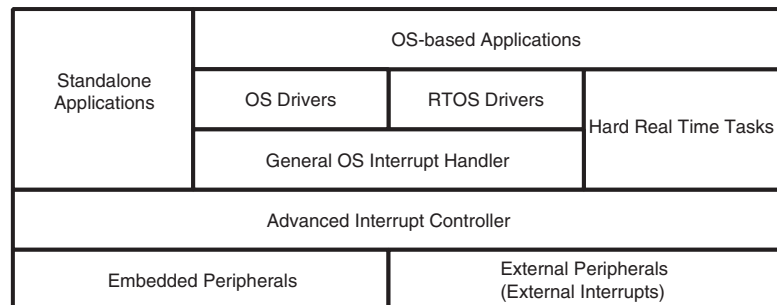 OS-based Applications
Standalone
Applications
OS Drivers
RTOS Drivers
Hard Real Time Tasks
General OS Interrupt Handler
Advanced Interrupt Controller
Embedded Peripherals
External Peripherals
(External Interrupts)